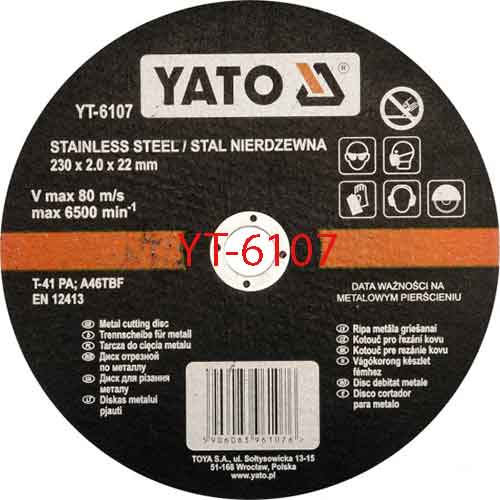 YATO ®
YT-6107
STAINLESS STEEL / STAL NIERDZEWNA
230 x 2.0 x 22 mm
V max 80 m/s
max 6500 min⁻¹
YT-6107
T-41 PA; A46TBF
EN 12413
DATA WAŻNOŚCI NA
METALOWYM PIERŚCIENIU
Metal cutting disc
Trennscheibe für metall
Tarcza do cięcia metalu
Диск отрезной
по металлу
Диск для різання
металу
Diskas metalui
pjauti
Ripa metāla griešanai
Kotouč pro rezání kovu
Kotouč pre rezánie kovu
Vágókorong készlet
fémhez
Disc debitat metale
Disco cortador
para metalo
5906083961076
TOYA S.A., ul. Sołtysowicka 13-15
51-168 Wrocław, Polska
www.yato.pl